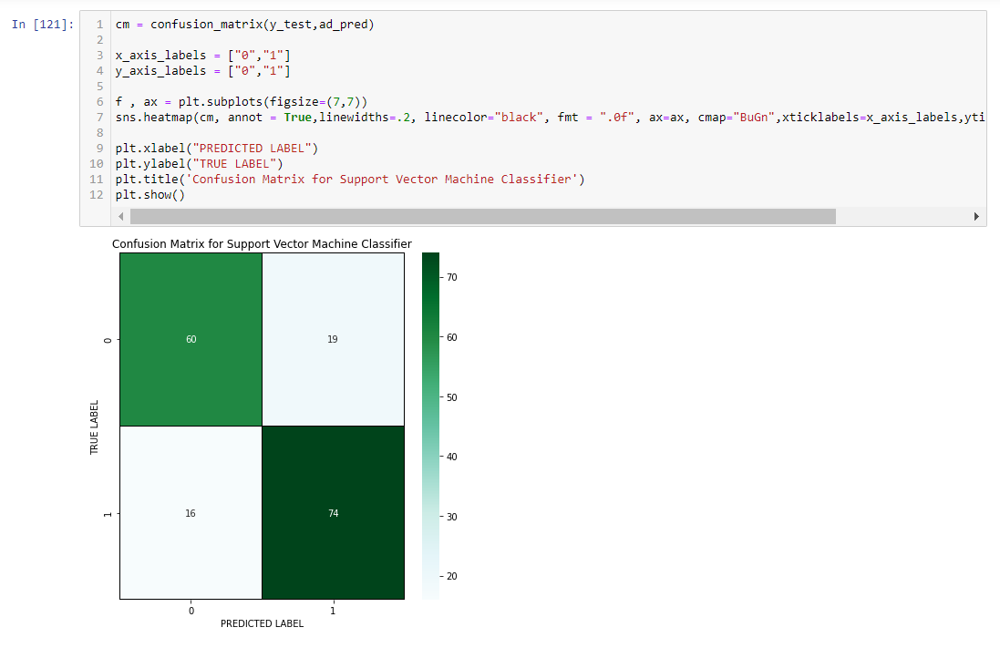 In [121]:
1 cm = confusion_matrix(y_test,ad_pred)
2
3 x_axis_labels = ["0","1"]
4 y_axis_labels = ["0","1"]
5
6 f , ax = plt.subplots(figsize=(7,7))
7 sns.heatmap(cm, annot = True,linewidths=.2, linecolor="black", fmt = ".0f", ax=ax, cmap="BuGn",xticklabels=x_axis_labels,yti
8
9 plt.xlabel("PREDICTED LABEL")
10 plt.ylabel("TRUE LABEL")
11 plt.title('Confusion Matrix for Support Vector Machine Classifier')
12 plt.show()
Confusion Matrix for Support Vector Machine Classifier
70
0 60 19 60
50
TRUE LABEL
40
1 16 74 30
20
0 1
PREDICTED LABEL